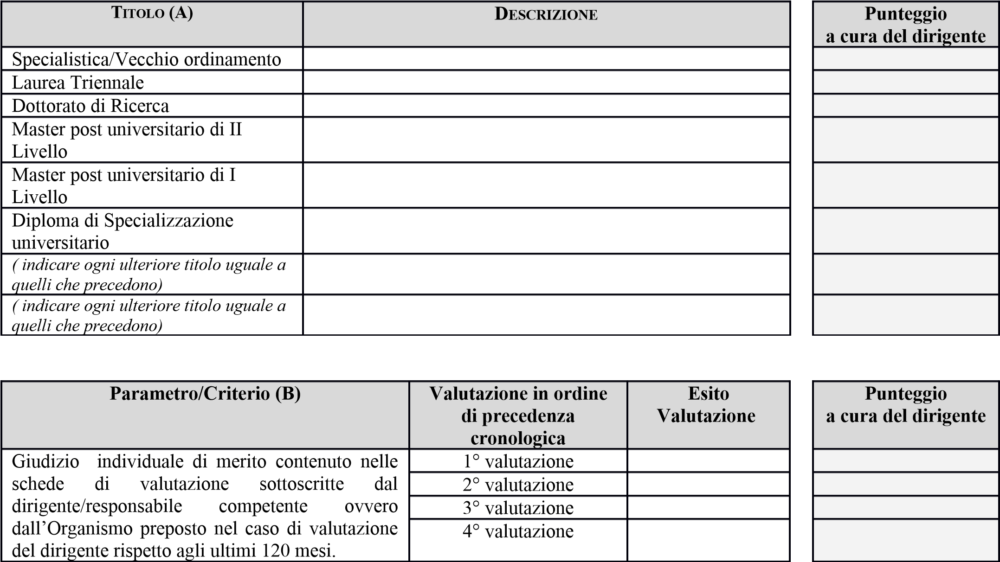 TITOLO (A)
DESCRIZIONE
Punteggio
a cura del dirigente
Specialistica/Vecchio ordinamento
Laurea Triennale
Dottorato di Ricerca
Master post universitario di II
Livello
Master post universitario di I
Livello
Diploma di Specializzazione
universitario
( indicare ogni ulteriore titolo uguale a
quelli che precedono)
( indicare ogni ulteriore titolo uguale a
quelli che precedono)
Parametro/Criterio (B)
Valutazione in ordine
di precedenza
cronologica
Esito
Valutazione
Punteggio
a cura del dirigente
Giudizio individuale di merito contenuto nelle
schede di valutazione sottoscritte dal
dirigente/responsabile competente ovvero
dall’Organismo preposto nel caso di valutazione
del dirigente rispetto agli ultimi 120 mesi.
1° valutazione
2° valutazione
3° valutazione
4° valutazione